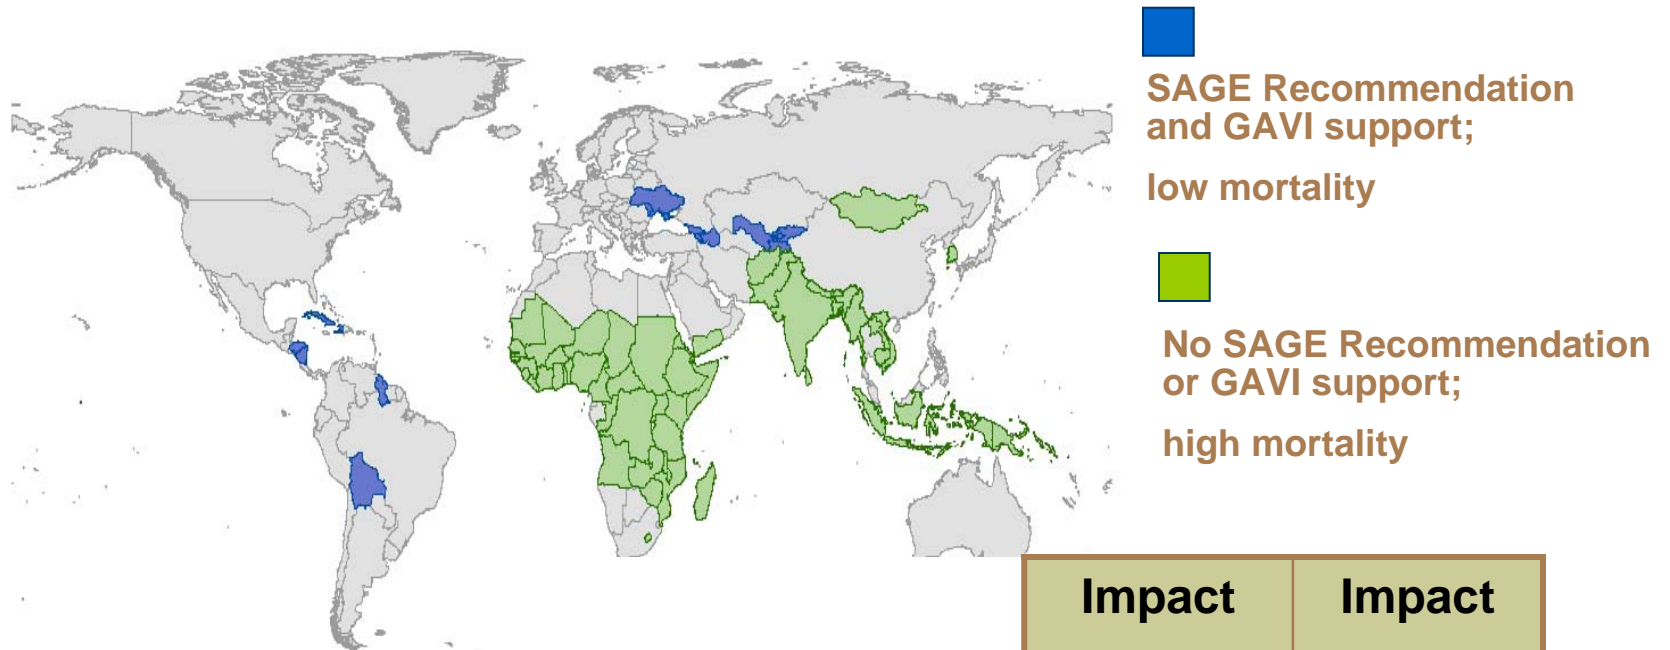 SAGE Recommendation
and GAVI support;
low mortality
No SAGE Recommendation
or GAVI support;
high mortality
Impact Impact